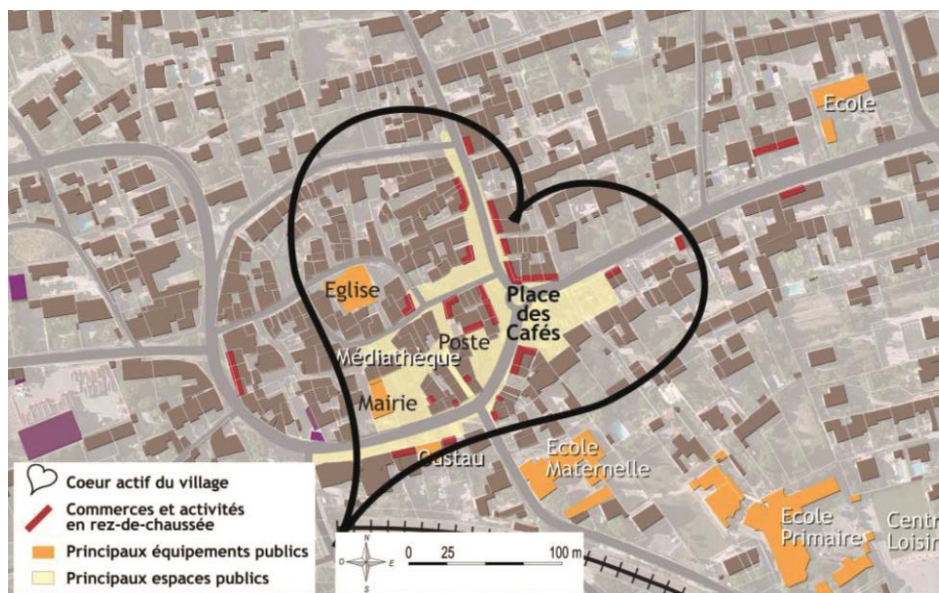 Ecole
Eglise
Place
des
Cafés
Poste
Médiathèque
Mairie
Oustau
Ecole
Maternelle
Ecole
Primaire
Centr
Loisir
Coeur actif du village
Commerces et activités
en rez-de-chaussée
Principaux équipements publics
Principaux espaces publics
N
O
E
S
0 25 100 m